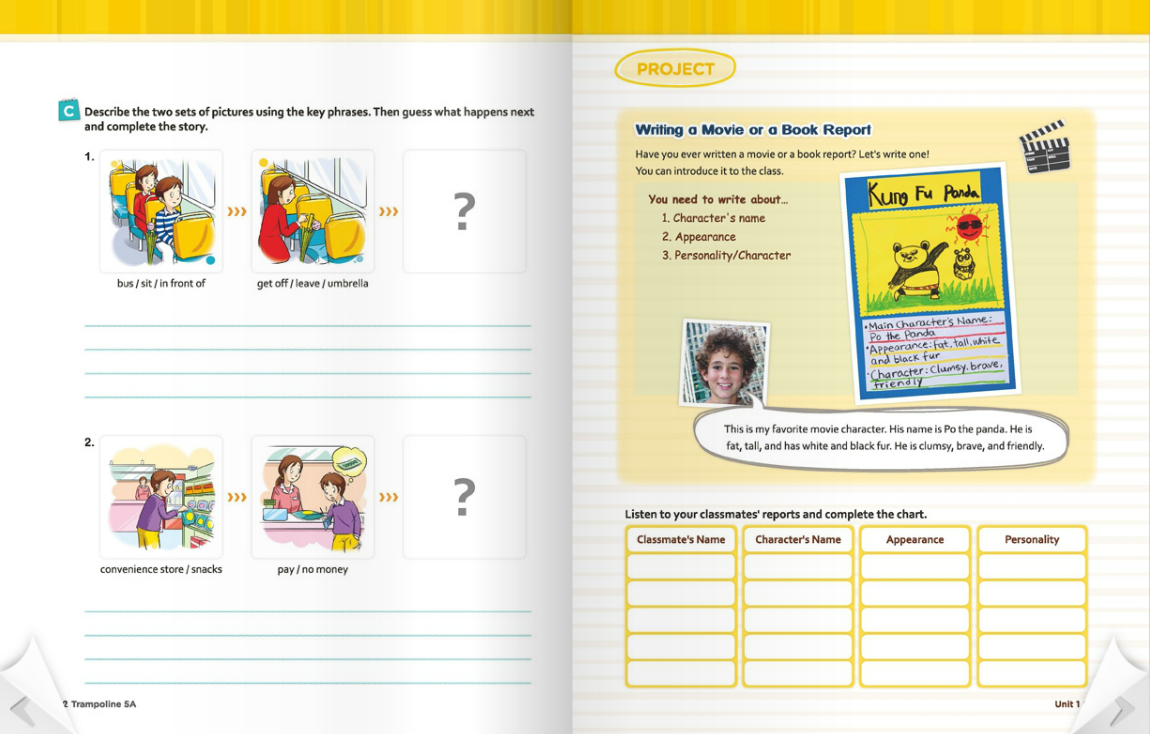 C Describe the two sets of pictures using the key phrases. Then guess what happens next
and complete the story.
1.
?
bus / sit / in front of
get off / leave / umbrella
2.
?
convenience store / snacks
pay / no money
2 Trampoline 5A
PROJECT
Writing a Movie or a Book Report
Have you ever written a movie or a book report? Let's write one!
You can introduce it to the class.
You need to write about...
1. Character's name
2. Appearance
3. Personality/Character
Kung Fu Panda
•Main Character's Name:
Po the Panda
•Appearance: fat, tall, white
and black fur
•Character: Clumsy, brave,
friendly
This is my favorite movie character. His name is Po the panda. He is
fat, tall, and has white and black fur. He is clumsy, brave, and friendly.
Listen to your classmates' reports and complete the chart.
Classmate's Name Character's Name Appearance Personality
Unit 1